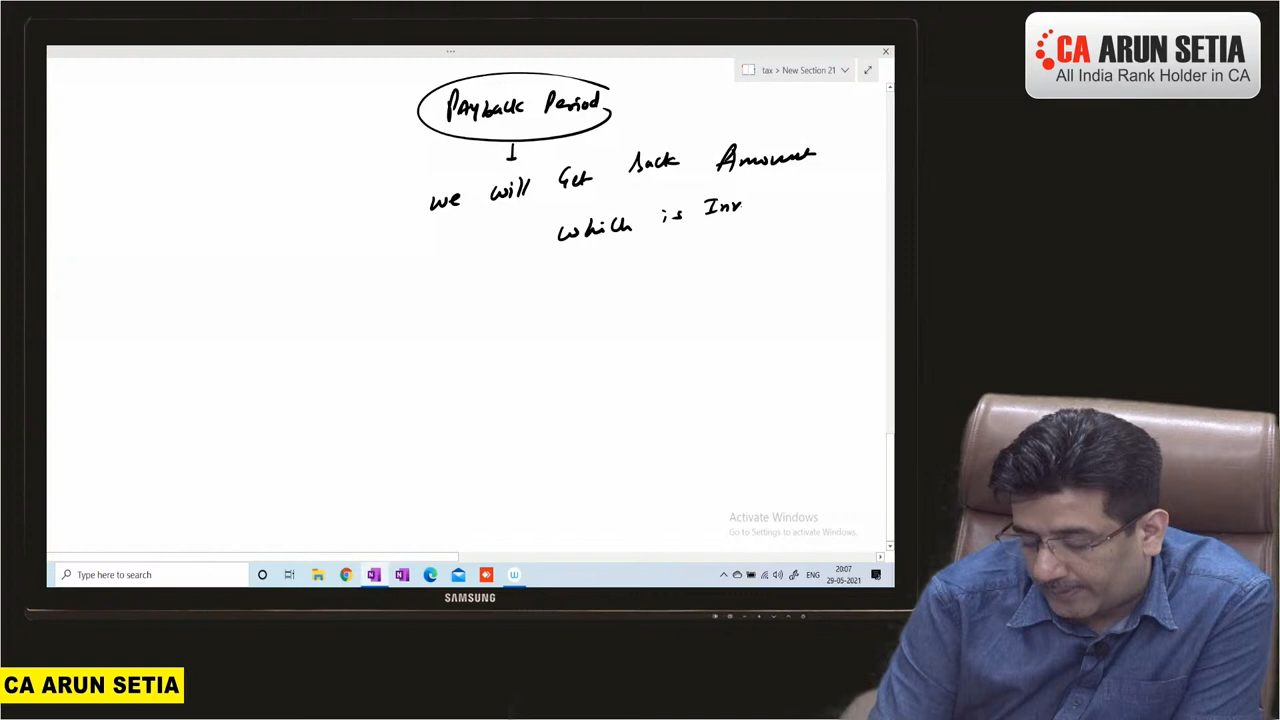 CA ARUN SETIA
All India Rank Holder in CA
tax > New Section 21
Payback Period
we will Get back Amount
which is Inv
Activate Windows
Go to Settings to activate Windows.
Type here to search
ENG
20:07
29-05-2021
SAMSUNG
CA ARUN SETIA